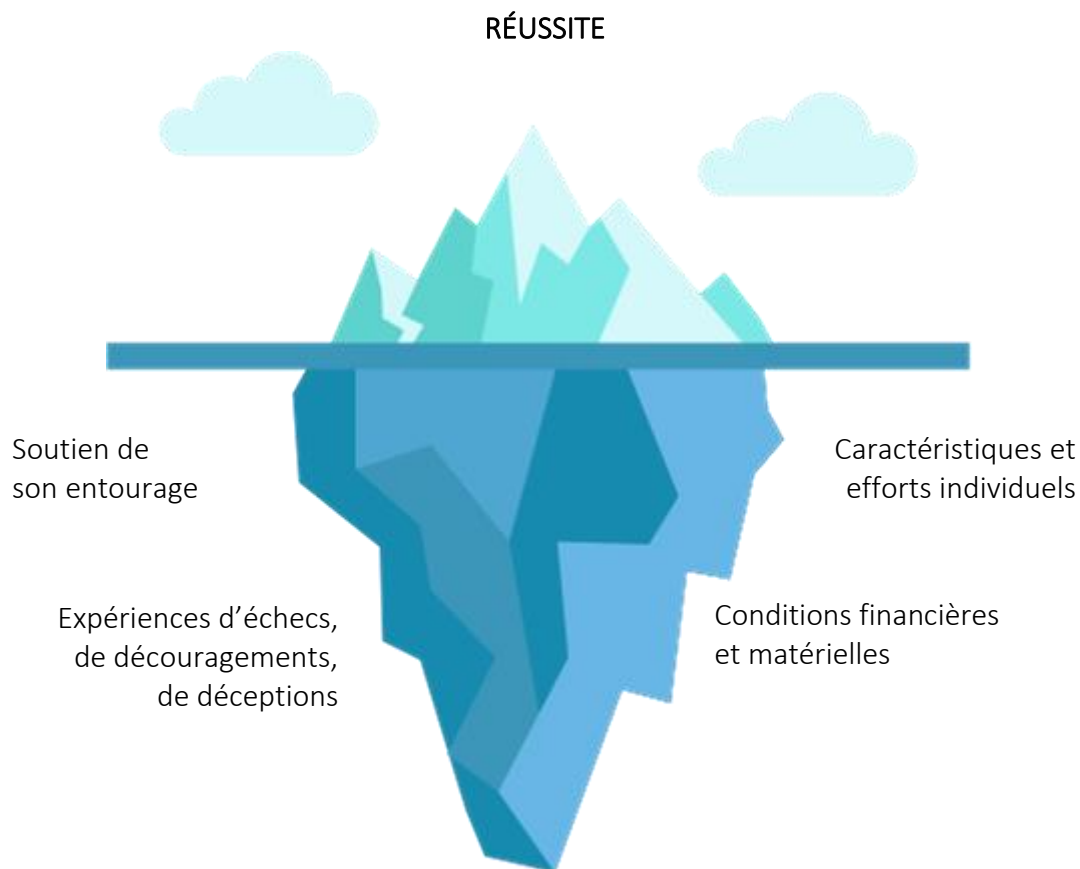 RÉUSSITE
Soutien de
son entourage
Caractéristiques et
efforts individuels
Expériences d’échecs,
de découragements,
de déceptions
Conditions financières
et matérielles